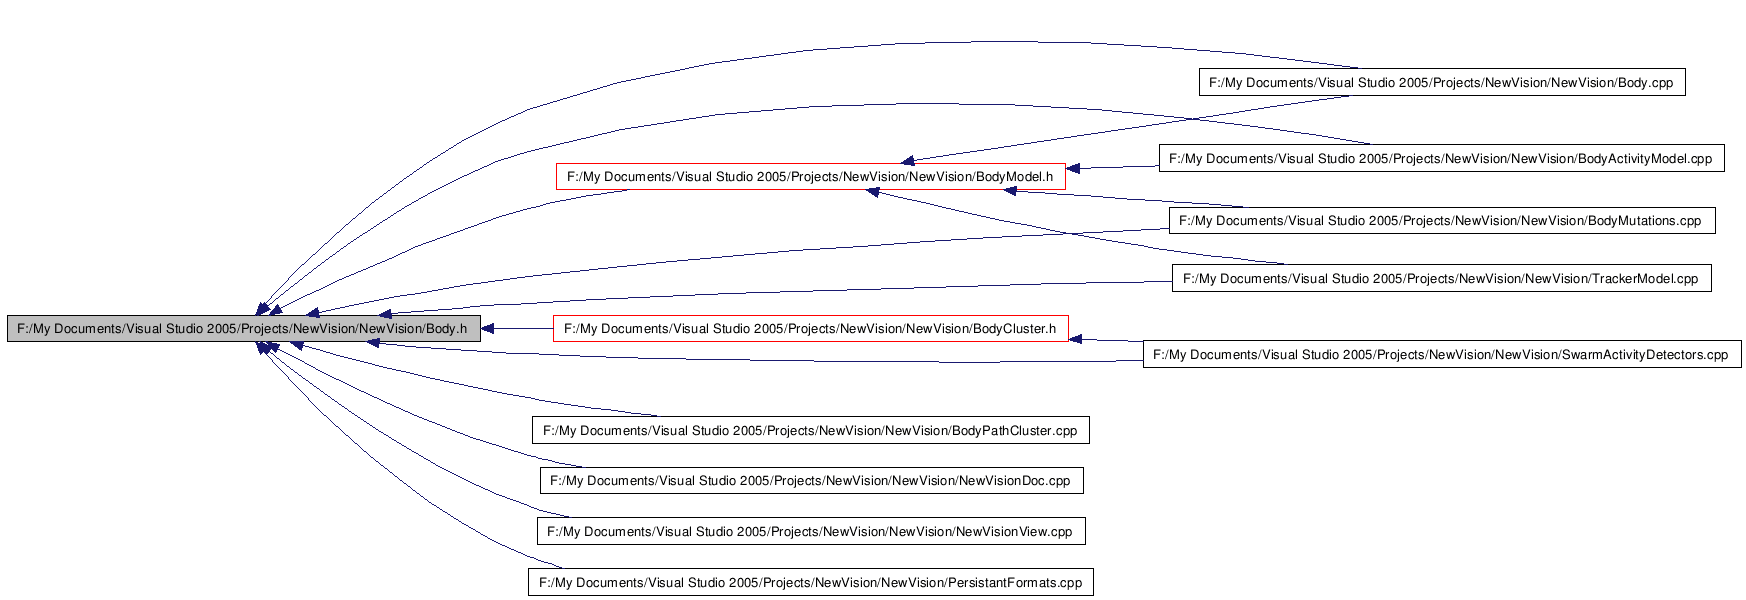 F:/My Documents/Visual Studio 2005/Projects/NewVision/NewVision/Body.cpp
F:/My Documents/Visual Studio 2005/Projects/NewVision/NewVision/BodyActivityModel.cpp
F:/My Documents/Visual Studio 2005/Projects/NewVision/NewVision/BodyModel.h
F:/My Documents/Visual Studio 2005/Projects/NewVision/NewVision/BodyMutations.cpp
F:/My Documents/Visual Studio 2005/Projects/NewVision/NewVision/TrackerModel.cpp
F:/My Documents/Visual Studio 2005/Projects/NewVision/NewVision/Body.h
F:/My Documents/Visual Studio 2005/Projects/NewVision/NewVision/BodyCluster.h
F:/My Documents/Visual Studio 2005/Projects/NewVision/NewVision/SwarmActivityDetectors.cpp
F:/My Documents/Visual Studio 2005/Projects/NewVision/NewVision/BodyPathCluster.cpp
F:/My Documents/Visual Studio 2005/Projects/NewVision/NewVision/NewVisionDoc.cpp
F:/My Documents/Visual Studio 2005/Projects/NewVision/NewVision/NewVisionView.cpp
F:/My Documents/Visual Studio 2005/Projects/NewVision/NewVision/PersistantFormats.cpp